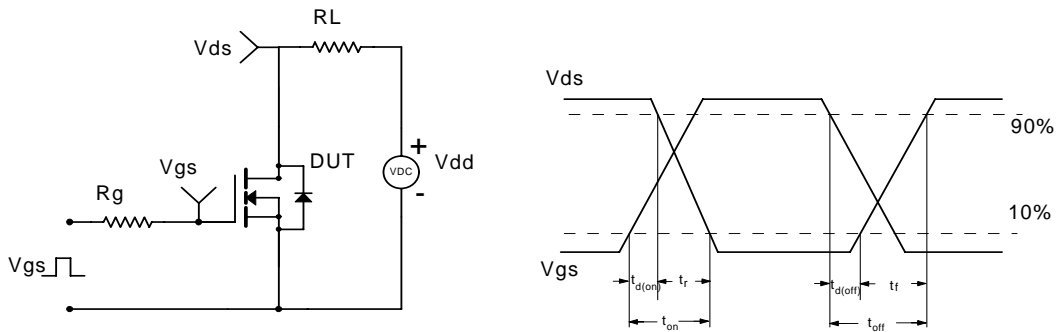 RL
Vds
Vgs
DUT
+
Vdd
VDC
-
Rg
Vgs
Vds
90%
10%
Vgs
td(on)
tr
td(off)
tf
ton
toff